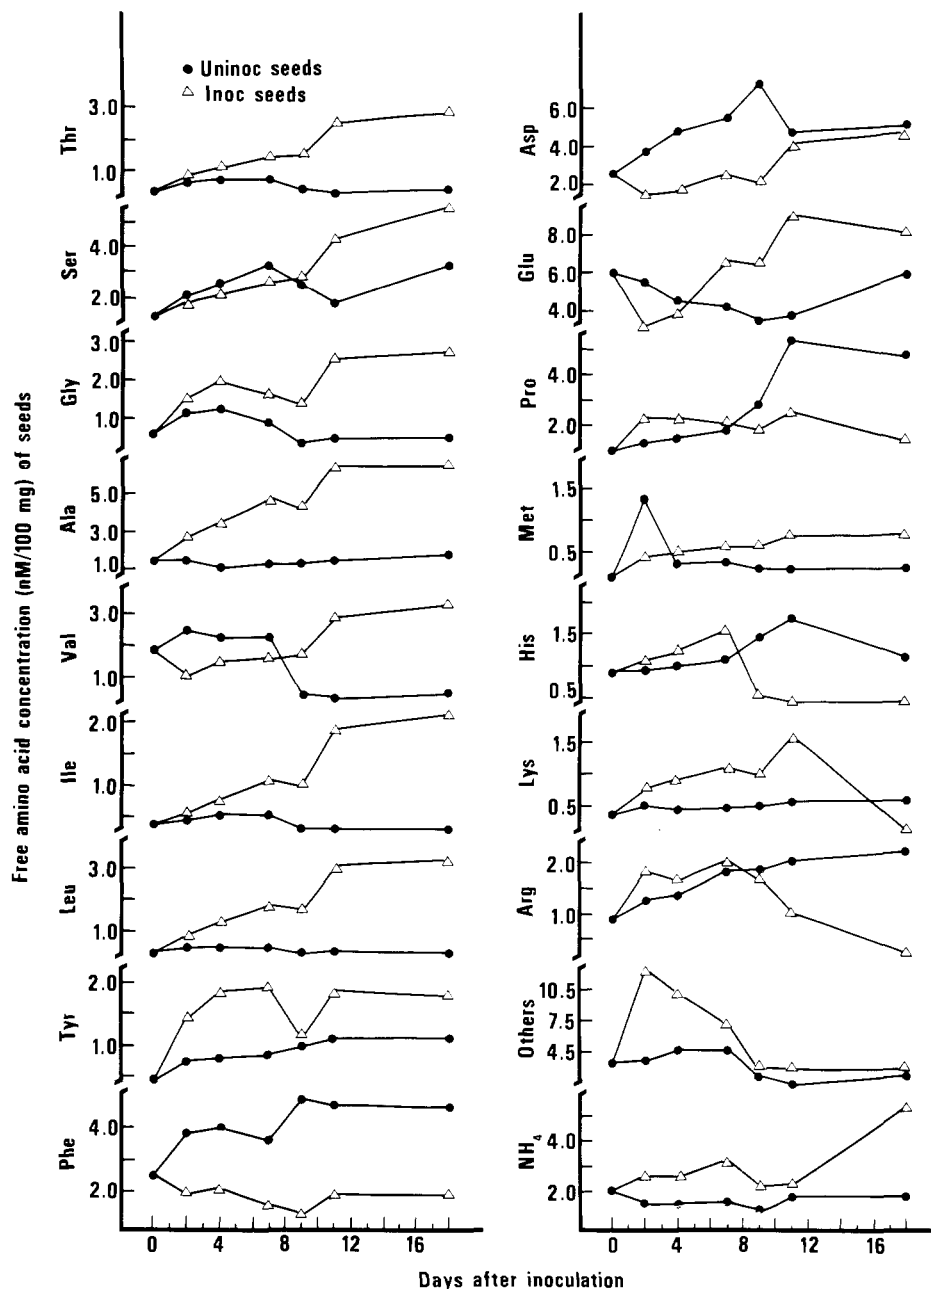 Free amino acid concentration (nM/100 mg) of seeds
● Uninoc seeds
△ Inoc seeds
Thr
3.0
1.0
Ser
4.0
2.0
Gly
3.0
2.0
1.0
Ala
5.0
3.0
1.0
Val
3.0
1.0
Ile
2.0
1.0
Leu
3.0
1.0
Tyr
2.0
1.0
Phe
4.0
2.0
0 4 8 12 16
Asp
6.0
4.0
2.0
Glu
8.0
6.0
4.0
Pro
4.0
2.0
Met
1.5
0.5
His
1.5
0.5
Lys
1.5
0.5
Arg
2.0
1.0
Others
10.5
7.5
4.5
NH4
4.0
2.0
0 4 8 12 16
Days after inoculation